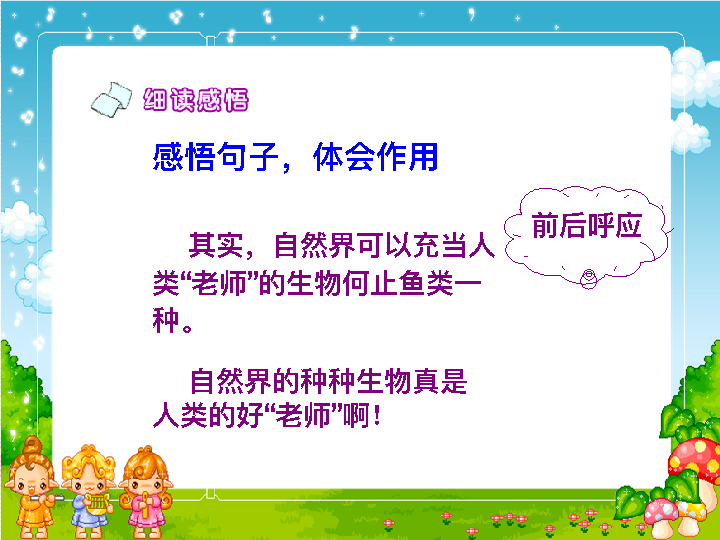 细读感悟
感悟句子，体会作用
前后呼应
其实，自然界可以充当人
类“老师”的生物何止鱼类一
种。
自然界的种种生物真是
人类的好“老师”啊！